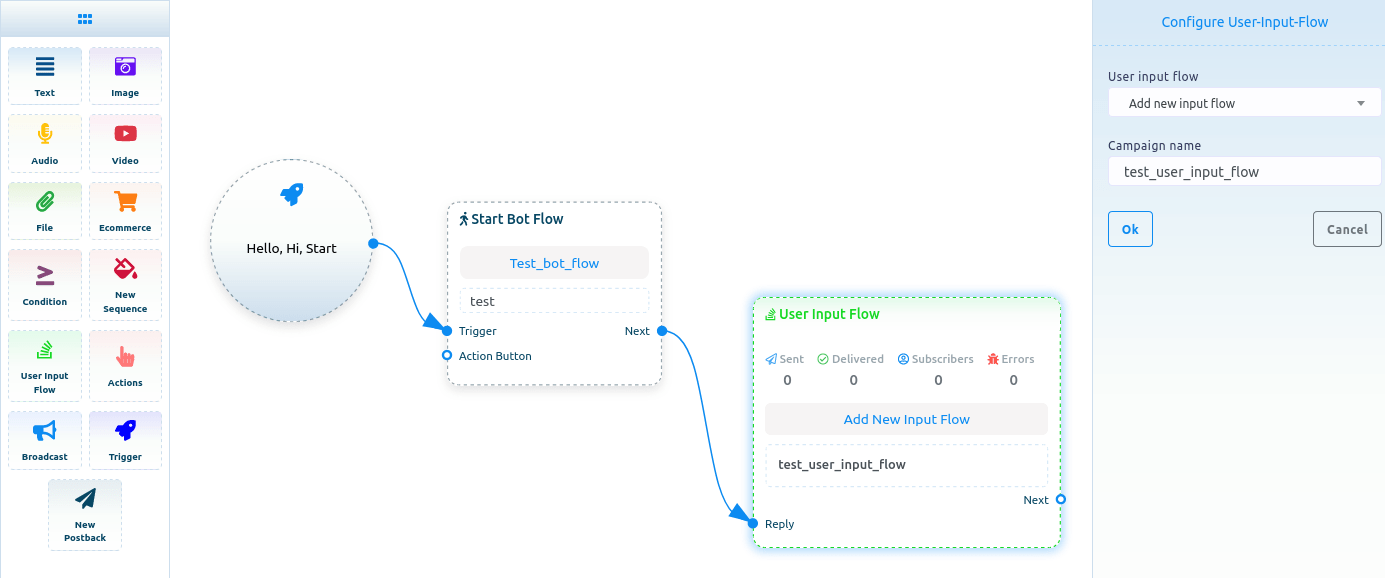 Text
Image
Audio
Video
File
Ecommerce
Condition
New
Sequence
User Input
Flow
Actions
Broadcast
Trigger
New
Postback
Hello, Hi, Start
Start Bot Flow
Test_bot_flow
test
Trigger
Next
Action Button
User Input Flow
Sent
Delivered
Subscribers
Errors
0
0
0
0
Add New Input Flow
test_user_input_flow
Next
Reply
Configure User-Input-Flow
User input flow
Add new input flow
Campaign name
test_user_input_flow
Ok
Cancel